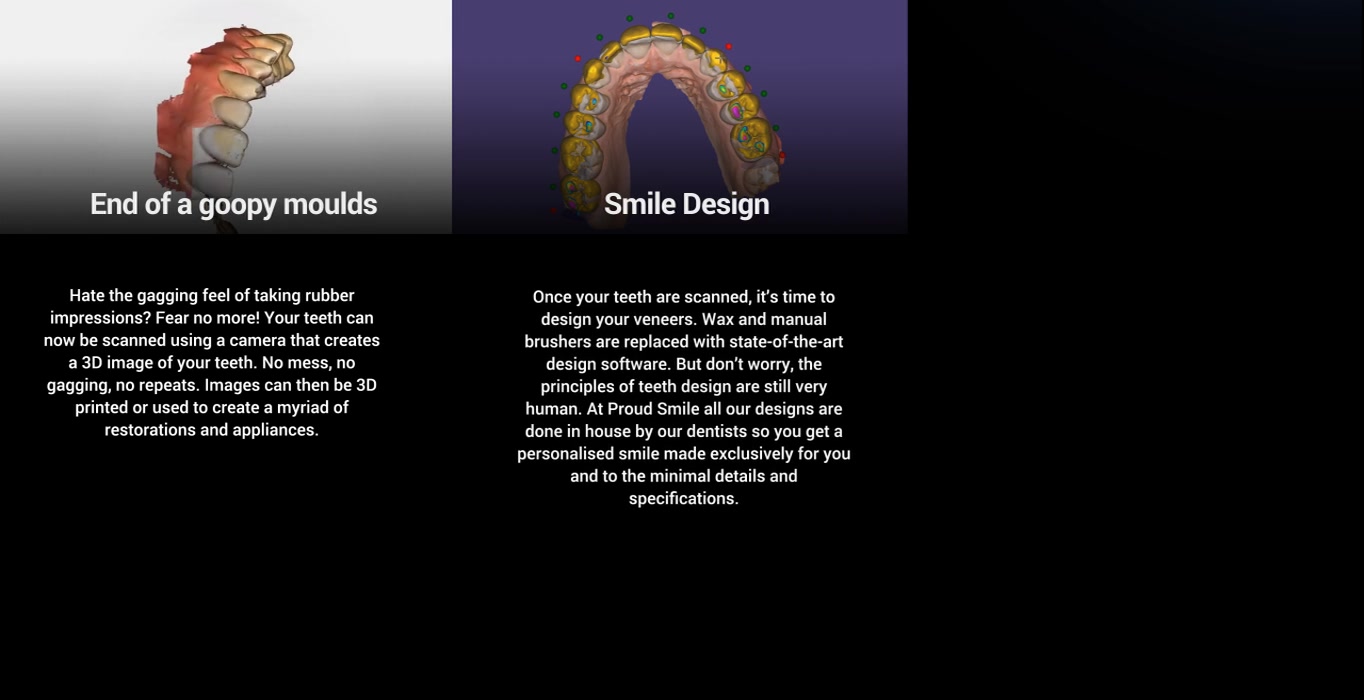 End of a goopy moulds
Smile Design
Hate the gagging feel of taking rubber
impressions? Fear no more! Your teeth can
now be scanned using a camera that creates
a 3D image of your teeth. No mess, no
gagging, no repeats. Images can then be 3D
printed or used to create a myriad of
restorations and appliances.
Once your teeth are scanned, it’s time to
design your veneers. Wax and manual
brushers are replaced with state-of-the-art
design software. But don’t worry, the
principles of teeth design are still very
human. At Proud Smile all our designs are
done in house by our dentists so you get a
personalised smile made exclusively for you
and to the minimal details and
specifications.